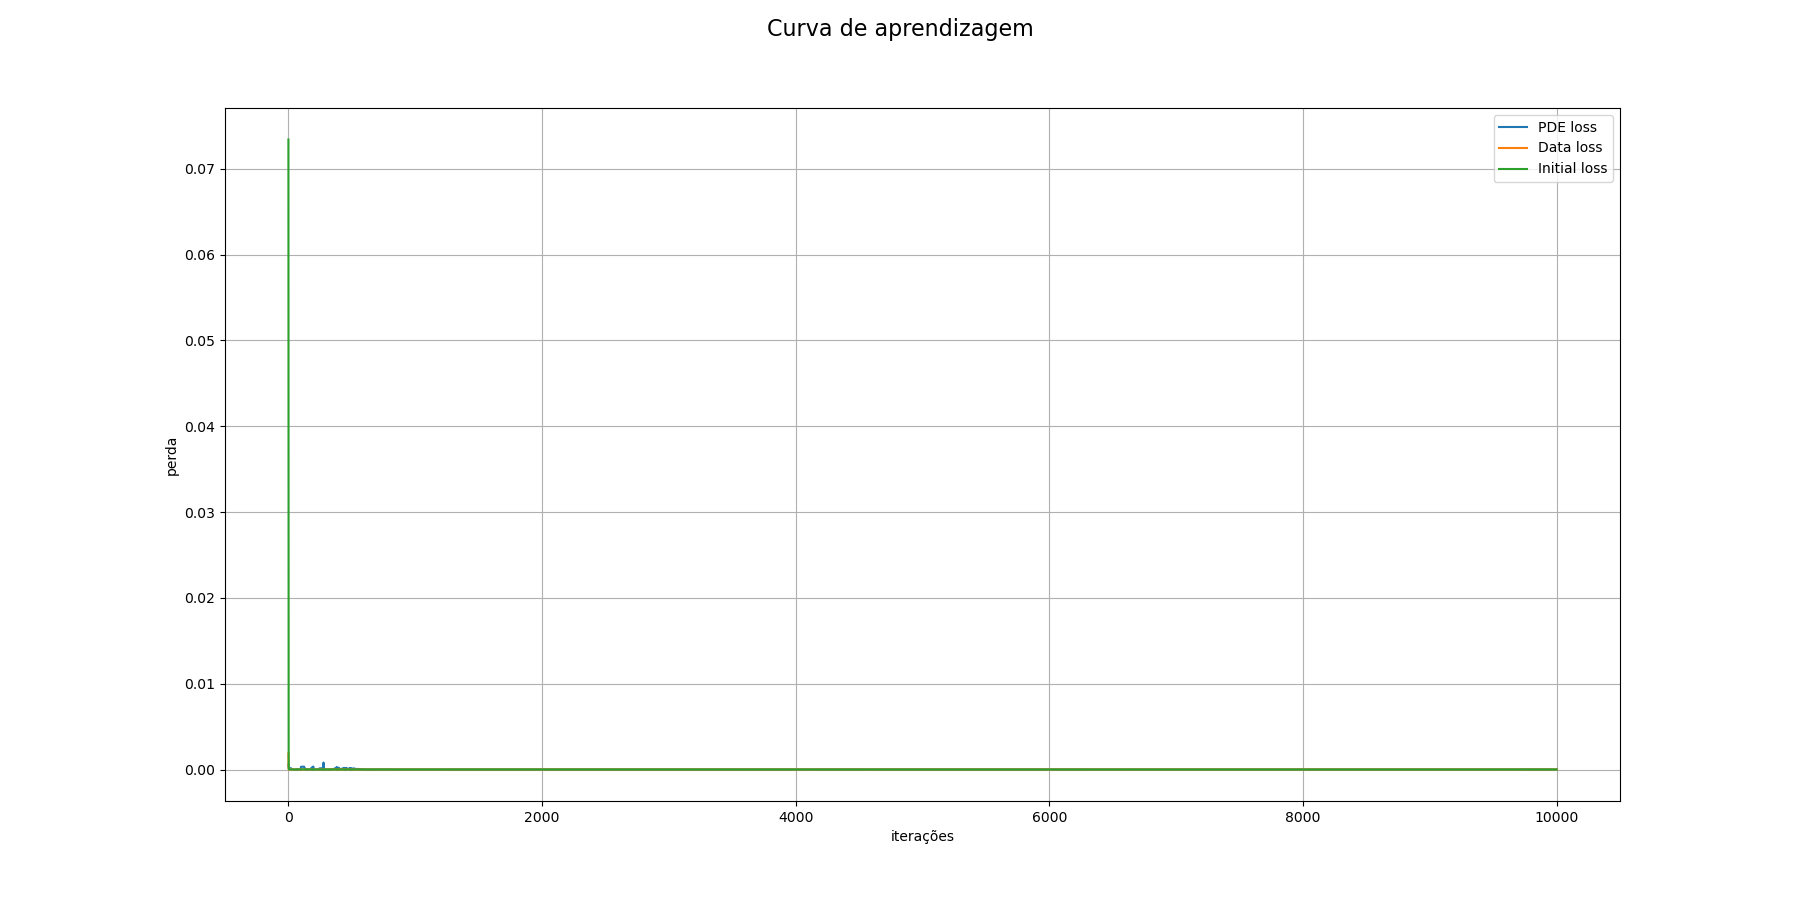 Curva de aprendizagem
PDE loss
Data loss
Initial loss
0.07
0.06
0.05
0.04
0.03
0.02
0.01
0.00
perda
0 2000 4000 6000 8000 10000
iterações